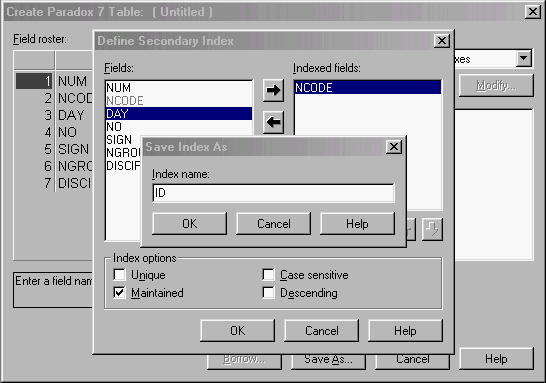 Create Paradox 7 Table: ( Untitled )
Field roster:
xes
1 NUM
2 NCOD
3 DAY
4 NO
5 SIGN
6 NGRO
7 DISCI
Modify...
Enter a field nam
Borrow...
Save As...
Cancel
Help
Define Secondary Index
Fields:
NUM
NCODE
DAY
NO
SIGN
NGROU
DISCIF
Indexed fields:
NCODE
Index options
Unique
Case sensitive
Maintained
Descending
OK
Cancel
Help
Save Index As
Index name:
ID
OK
Cancel
Help